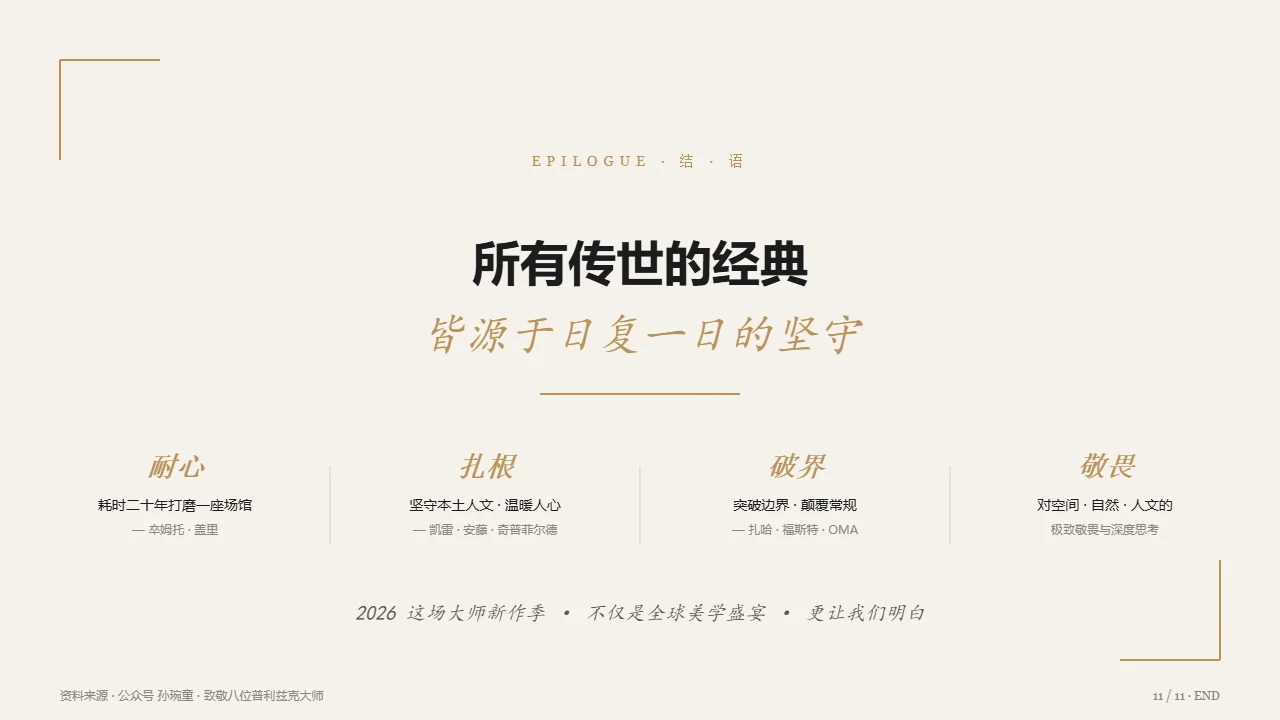 EPILOGUE · 结 · 语
所有传世的经典
皆源于日复一日的坚守
耐心
耗时二十年打磨一座场馆
— 卒姆托 · 盖里
扎根
坚守本土人文 · 温暖人心
— 凯雷 · 安藤 · 奇普菲尔德
破界
突破边界 · 颠覆常规
— 扎哈 · 福斯特 · OMA
敬畏
对空间 · 自然 · 人文的
极致敬畏与深度思考
2026 这场大师新作季 • 不仅是全球美学盛宴 • 更让我们明白
资料来源 · 公众号 孙琬童 · 致敬八位普利兹克大师
11 / 11 · END